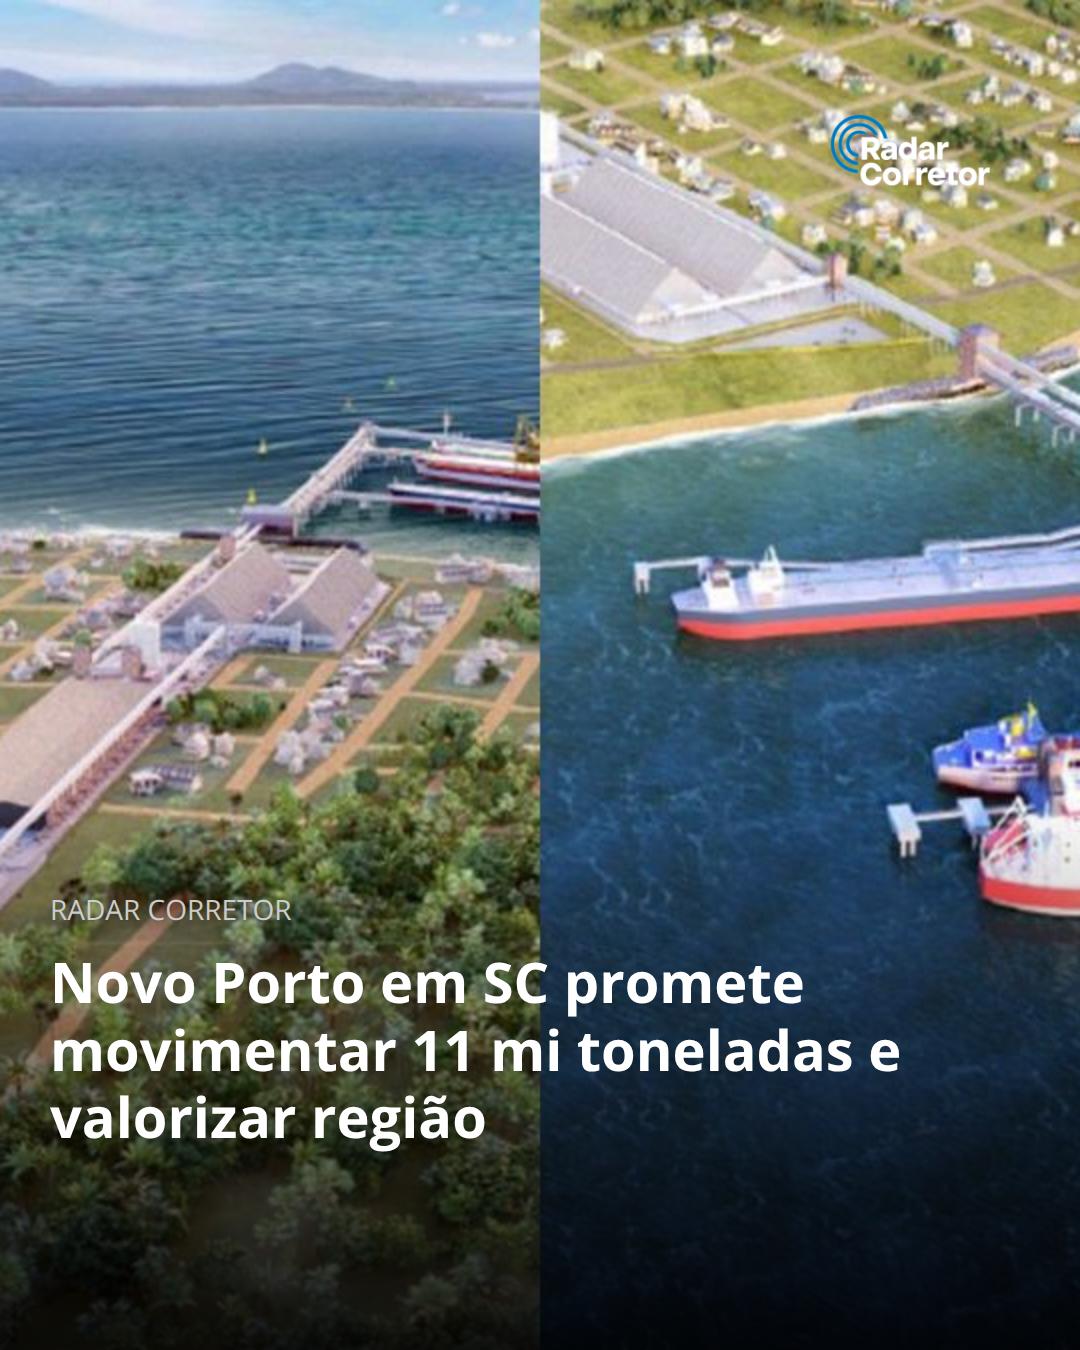 Radar
Corretor
RADAR CORRETOR
Novo Porto em SC promete
movimentar 11 mi toneladas e
valorizar região